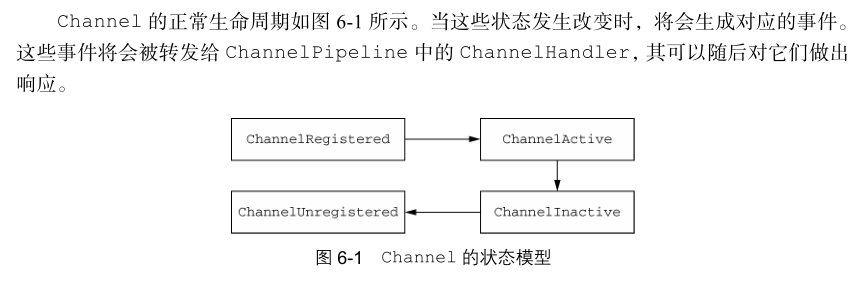 Channel 的正常生命周期如图 6-1 所示。当这些状态发生改变时，将会生成对应的事件。
这些事件将会被转发给 ChannelPipeline 中的 ChannelHandler，其可以随后对它们做出
响应。
ChannelRegistered
ChannelActive
ChannelUnregistered
ChannelInactive
图 6-1 Channel 的状态模型